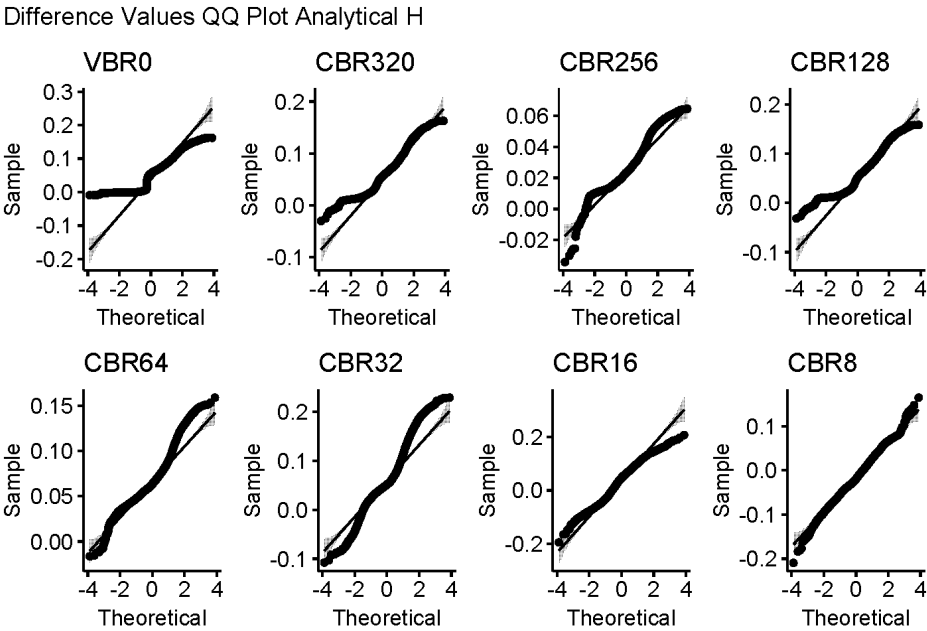 Difference Values QQ Plot Analytical H
VBR0 CBR320 CBR256 CBR128
Sample 0.3 0.2 0.1 0.0 -0.1 -0.2
Sample 0.2 0.1 0.0 -0.1
Sample 0.06 0.04 0.02 0.00 -0.02
Sample 0.2 0.1 0.0 -0.1
-4 -2 0 2 4 -4 -2 0 2 4 -4 -2 0 2 4 -4 -2 0 2 4
Theoretical Theoretical Theoretical Theoretical
CBR64 CBR32 CBR16 CBR8
Sample 0.15 0.10 0.05 0.00
Sample 0.2 0.1 0.0 -0.1
Sample 0.2 0.0 -0.2
Sample 0.1 0.0 -0.1 -0.2
-4 -2 0 2 4 -4 -2 0 2 4 -4 -2 0 2 4 -4 -2 0 2 4
Theoretical Theoretical Theoretical Theoretical